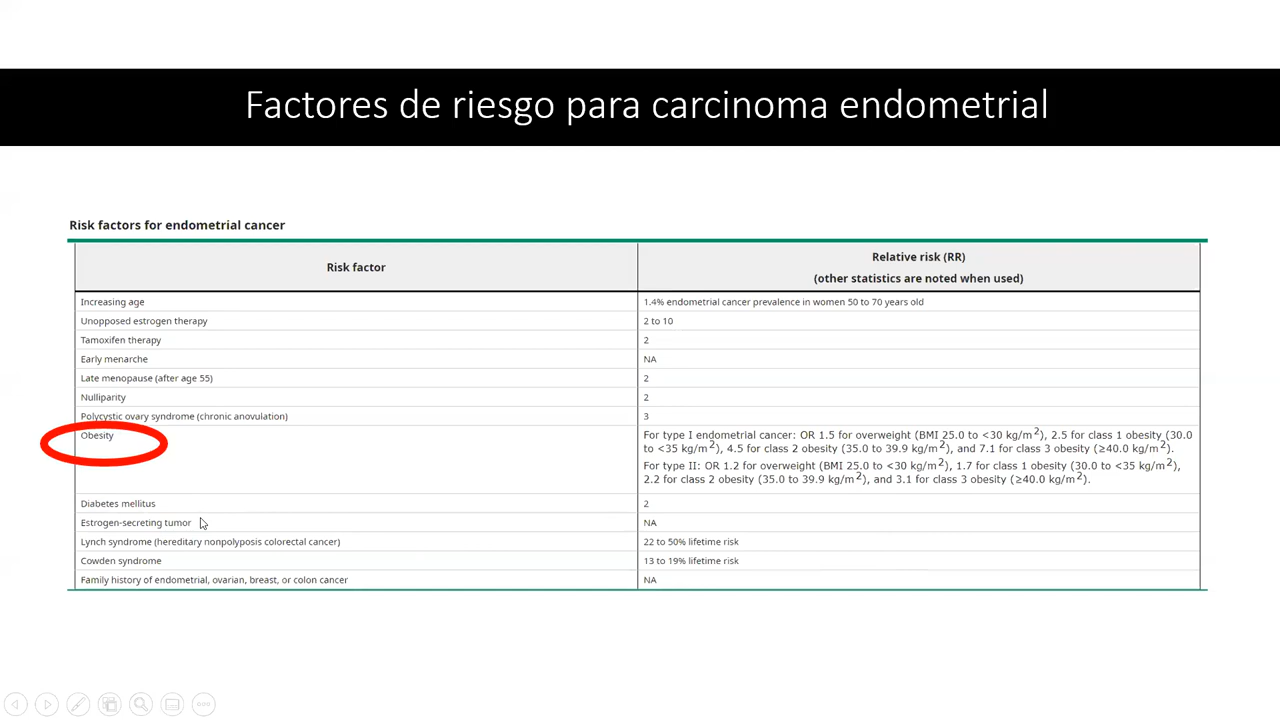 Factores de riesgo para carcinoma endometrial
Risk factors for endometrial cancer
Risk factor
Relative risk (RR)
(other statistics are noted when used)
Increasing age
1.4% endometrial cancer prevalence in women 50 to 70 years old
Unopposed estrogen therapy
2 to 10
Tamoxifen therapy
2
Early menarche
NA
Late menopause (after age 55)
2
Nulliparity
2
Polycystic ovary syndrome (chronic anovulation)
3
Obesity
For type I endometrial cancer: OR 1.5 for overweight (BMI 25.0 to <30 kg/m²), 2.5 for class 1 obesity (30.0
to <35 kg/m²), 4.5 for class 2 obesity (35.0 to 39.9 kg/m²), and 7.1 for class 3 obesity (≥40.0 kg/m²).
For type II: OR 1.2 for overweight (BMI 25.0 to <30 kg/m²), 1.7 for class 1 obesity (30.0 to <35 kg/m²),
2.2 for class 2 obesity (35.0 to 39.9 kg/m²), and 3.1 for class 3 obesity (≥40.0 kg/m²).
Diabetes mellitus
2
Estrogen-secreting tumor
NA
Lynch syndrome (hereditary nonpolyposis colorectal cancer)
22 to 50% lifetime risk
Cowden syndrome
13 to 19% lifetime risk
Family history of endometrial, ovarian, breast, or colon cancer
NA